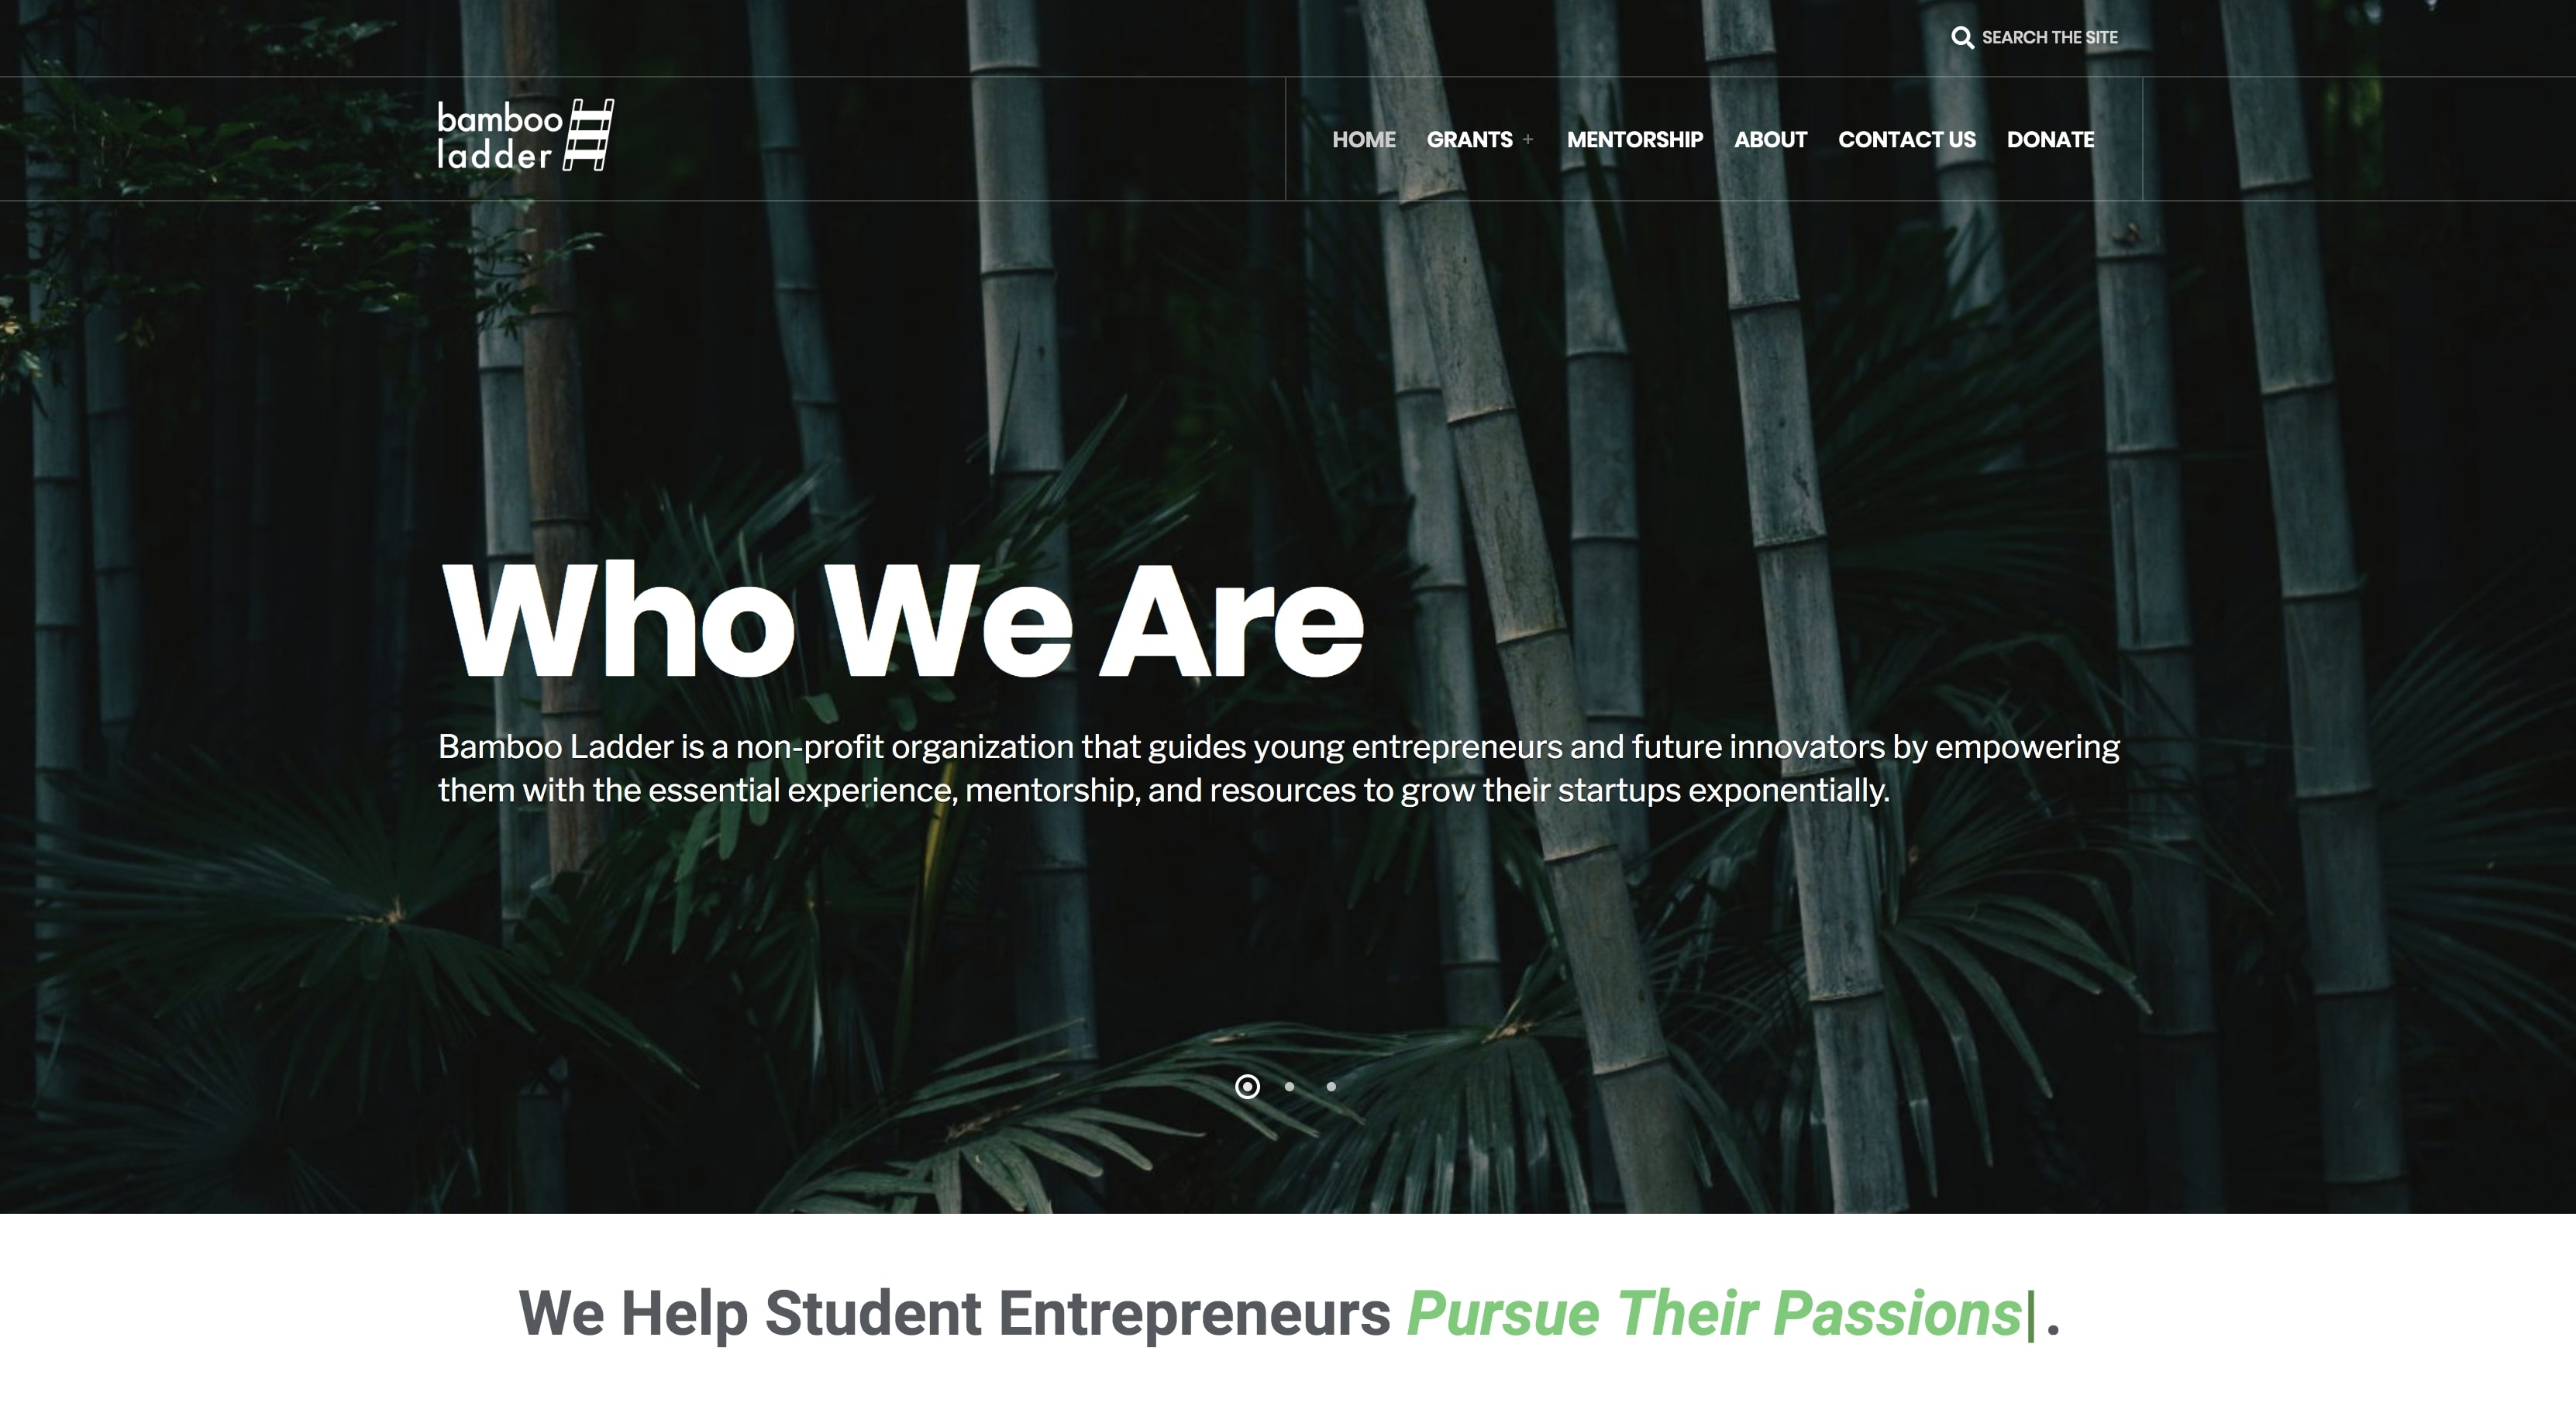 SEARCH THE SITE
bamboo
ladder
HOME GRANTS + MENTORSHIP ABOUT CONTACT US DONATE
Who We Are
Bamboo Ladder is a non-profit organization that guides young entrepreneurs and future innovators by empowering
them with the essential experience, mentorship, and resources to grow their startups exponentially.
We Help Student Entrepreneurs Pursue Their Passions| .